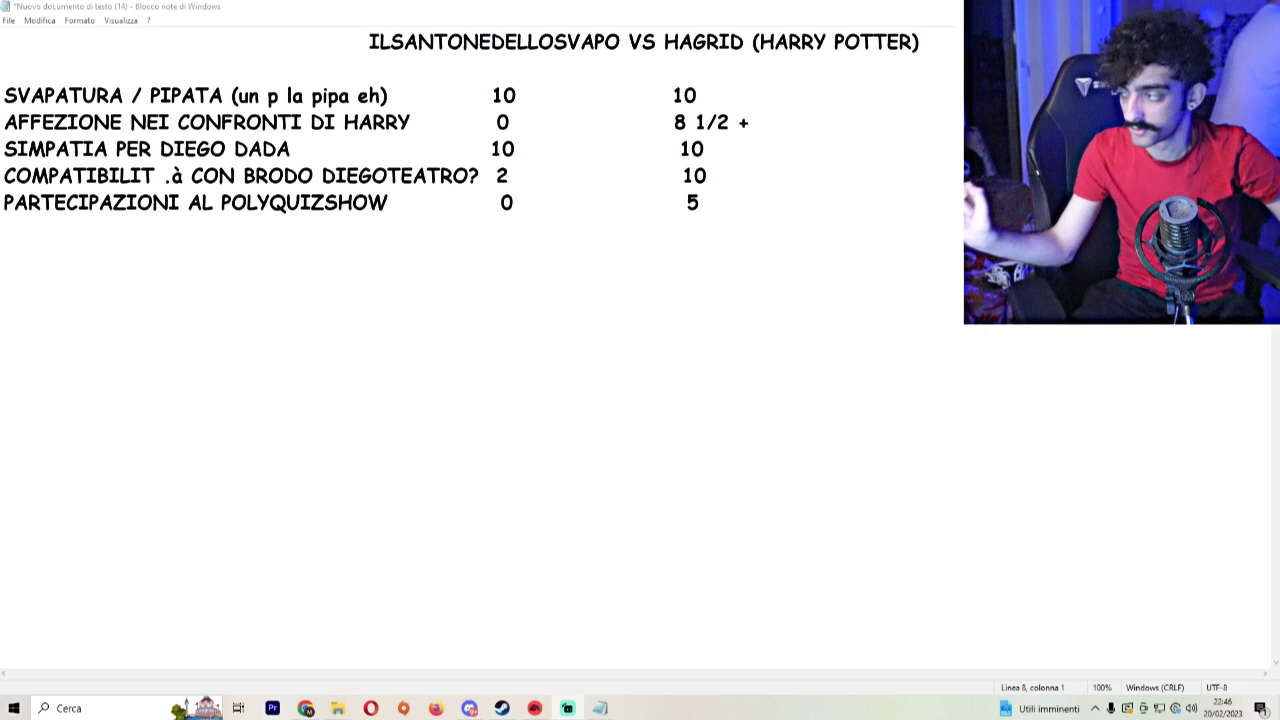 *Nuovo documento di testo (14) - Blocco note di Windows
File Modifica Formato Visualizza ?
ILSANTONEDELLOSVAPO VS HAGRID (HARRY POTTER)
SVAPATURA / PIPATA (un p la pipa eh) 10 10
AFFEZIONE NEI CONFRONTI DI HARRY 0 8 1/2 +
SIMPATIA PER DIEGO DADA 10 10
COMPATIBILIT .à CON BRODO DIEGOTEATRO? 2 10
PARTECIPAZIONI AL POLYQUIZSHOW 0 5
Linea 8, colonna 1 100% Windows (CRLF) UTF-8
Cerca Utili imminenti 22:46
20/02/2023